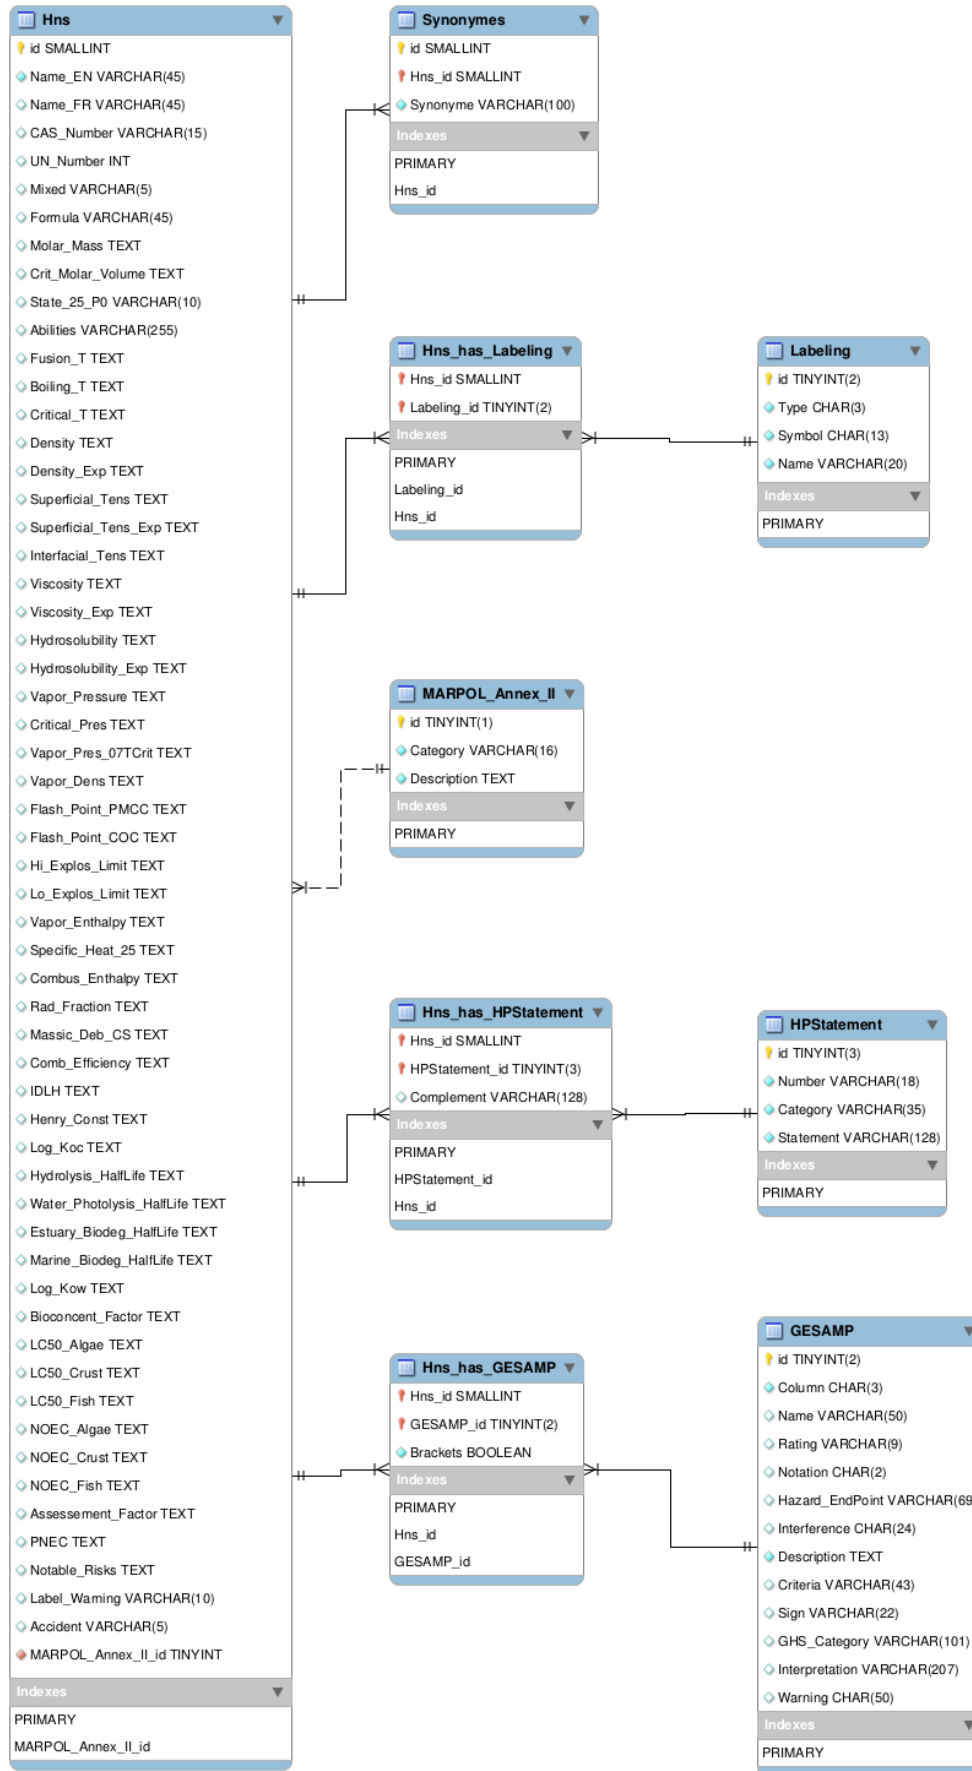 Hns
id SMALLINT
Name_EN VARCHAR(45)
Name_FR VARCHAR(45)
CAS_Number VARCHAR(15)
UN_Number INT
Mixed VARCHAR(5)
Formula VARCHAR(45)
Molar_Mass TEXT
Crit_Molar_Volume TEXT
State_25_P0 VARCHAR(10)
Abilities VARCHAR(255)
Fusion_T TEXT
Boiling_T TEXT
Critical_T TEXT
Density TEXT
Density_Exp TEXT
Superficial_Tens TEXT
Superficial_Tens_Exp TEXT
Interfacial_Tens TEXT
Viscosity TEXT
Viscosity_Exp TEXT
Hydrosolubility TEXT
Hydrosolubility_Exp TEXT
Vapor_Pressure TEXT
Critical_Pres TEXT
Vapor_Pres_07TCrit TEXT
Vapor_Dens TEXT
Flash_Point_PMCC TEXT
Flash_Point_COC TEXT
Hi_Explos_Limit TEXT
Lo_Explos_Limit TEXT
Vapor_Enthalpy TEXT
Specific_Heat_25 TEXT
Combus_Enthalpy TEXT
Rad_Fraction TEXT
Massic_Deb_CS TEXT
Comb_Efficiency TEXT
IDLH TEXT
Henry_Const TEXT
Log_Koc TEXT
Hydrolysis_HalfLife TEXT
Water_Photolysis_HalfLife TEXT
Estuary_Biodeg_HalfLife TEXT
Marine_Biodeg_HalfLife TEXT
Log_Kow TEXT
Bioconcent_Factor TEXT
LC50_Algae TEXT
LC50_Crust TEXT
LC50_Fish TEXT
NOEC_Algae TEXT
NOEC_Crust TEXT
NOEC_Fish TEXT
Assessement_Factor TEXT
PNEC TEXT
Notable_Risks TEXT
Label_Warning VARCHAR(10)
Accident VARCHAR(5)
MARPOL_Annex_II_id TINYINT
Indexes
PRIMARY
MARPOL_Annex_II_id
Synonymes
id SMALLINT
Hns_id SMALLINT
Synonyme VARCHAR(100)
Indexes
PRIMARY
Hns_id
Hns_has_Labeling
Hns_id SMALLINT
Labeling_id TINYINT(2)
Indexes
PRIMARY
Labeling_id
Hns_id
Labeling
id TINYINT(2)
Type CHAR(3)
Symbol CHAR(13)
Name VARCHAR(20)
Indexes
PRIMARY
MARPOL_Annex_II
id TINYINT(1)
Category VARCHAR(16)
Description TEXT
Indexes
PRIMARY
Hns_has_HPStatement
Hns_id SMALLINT
HPStatement_id TINYINT(3)
Complement VARCHAR(128)
Indexes
PRIMARY
HPStatement_id
Hns_id
HPStatement
id TINYINT(3)
Number VARCHAR(18)
Category VARCHAR(35)
Statement VARCHAR(128)
Indexes
PRIMARY
Hns_has_GESAMP
Hns_id SMALLINT
GESAMP_id TINYINT(2)
Brackets BOOLEAN
Indexes
PRIMARY
Hns_id
GESAMP_id
GESAMP
id TINYINT(2)
Column CHAR(3)
Name VARCHAR(50)
Rating VARCHAR(9)
Notation CHAR(2)
Hazard_EndPoint VARCHAR(69
Interference CHAR(24)
Description TEXT
Criteria VARCHAR(43)
Sign VARCHAR(22)
GHS_Category VARCHAR(101)
Interpretation VARCHAR(207)
Warning CHAR(50)
Indexes
PRIMARY